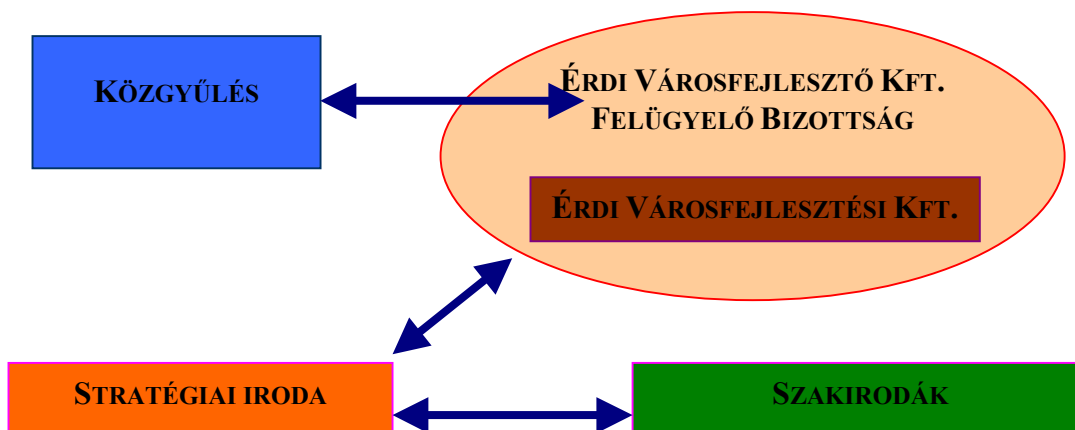 KÖZGYŰLÉS
ÉRDI VÁROSFEJLESZTŐ KFT.
FELÜGYELŐ BIZOTTSÁG
ÉRDI VÁROSFEJLESZTÉSI KFT.
STRATÉGIAI IRODA
SZAKIRODÁK